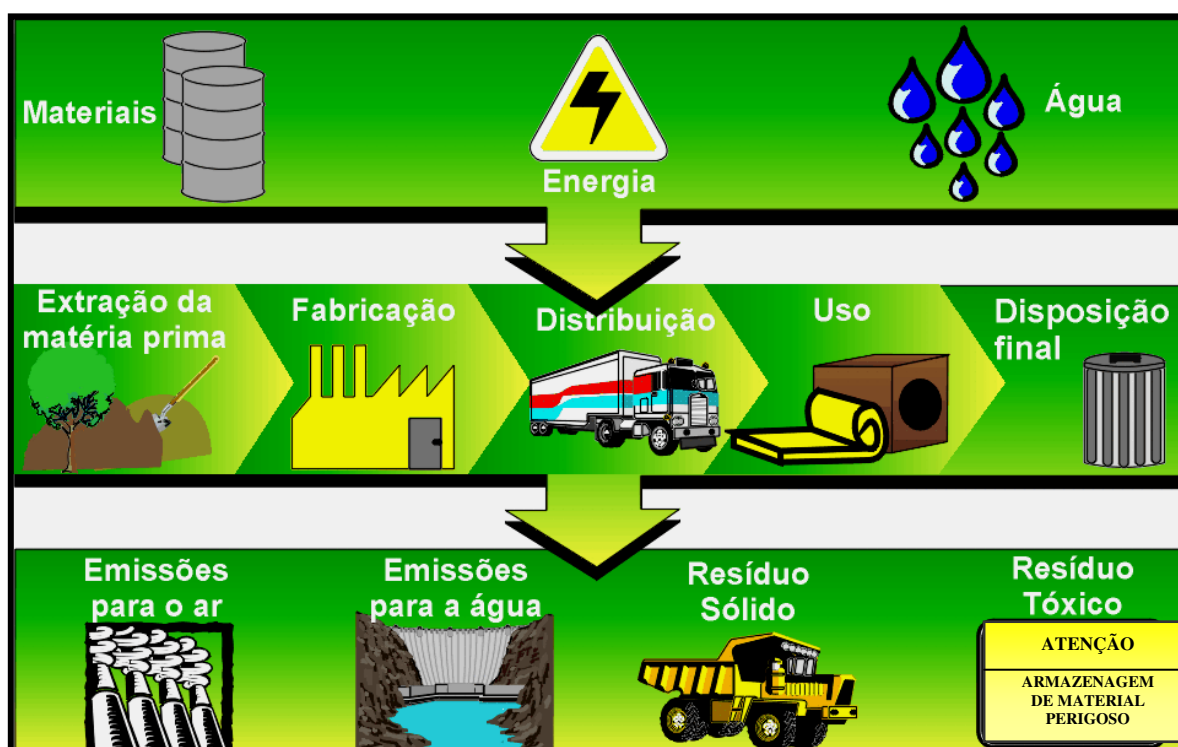 Materiais
Energia
Água
Extração da
matéria prima
Fabricação
Distribuição
Uso
Disposição
final
Emissões
para o ar
Emissões
para a água
Resíduo
Sólido
Resíduo
Tóxico
ATENÇÃO
ARMAZENAGEM
DE MATERIAL
PERIGOSO